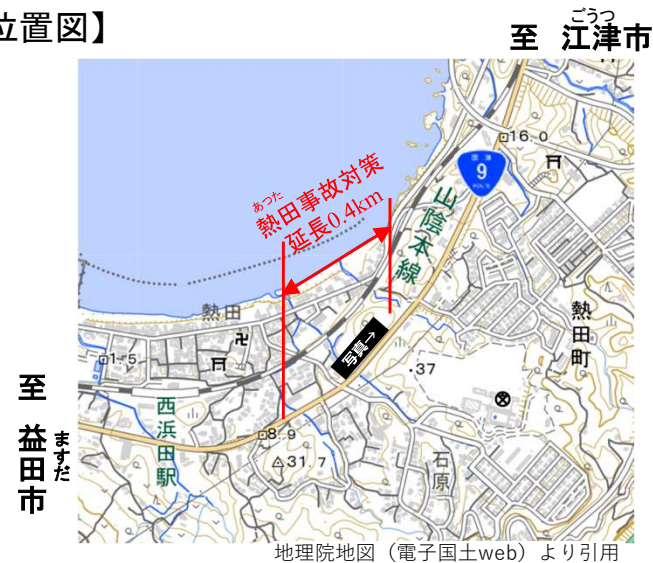 位置図】
ごうつ
至 江津市
16.0
国道
9
あつた
熱田事故対策
延長0.4km
山陰本線
熱田
熱田町
写真→
1.5
37
至 益田市
ますだ
西浜田駅
8.9
31.7
石原
地理院地図（電子国土web）より引用